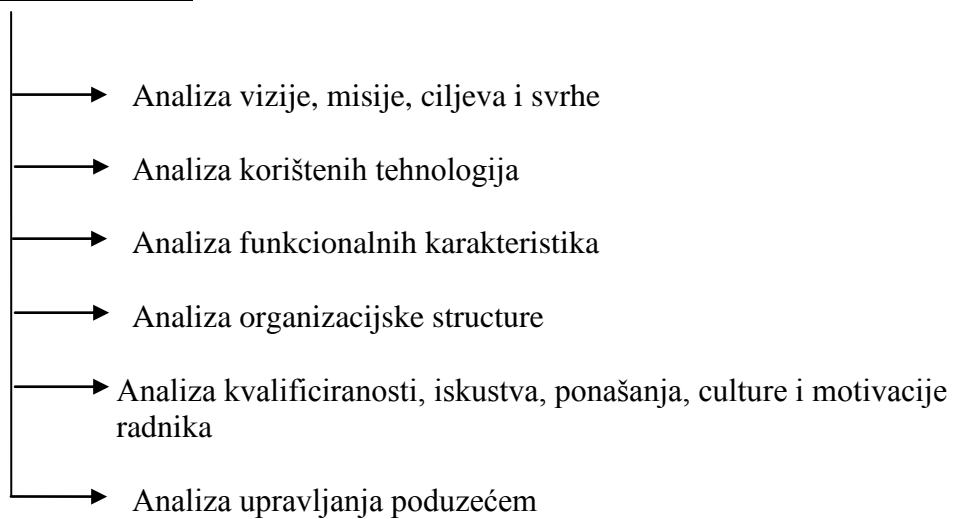 Analiza vizije, misije, ciljeva i svrhe
Analiza korištenih tehnologija
Analiza funkcionalnih karakteristika
Analiza organizacijske structure
Analiza kvalificiranosti, iskustva, ponašanja, culture i motivacije
radnika
Analiza upravljanja poduzećem